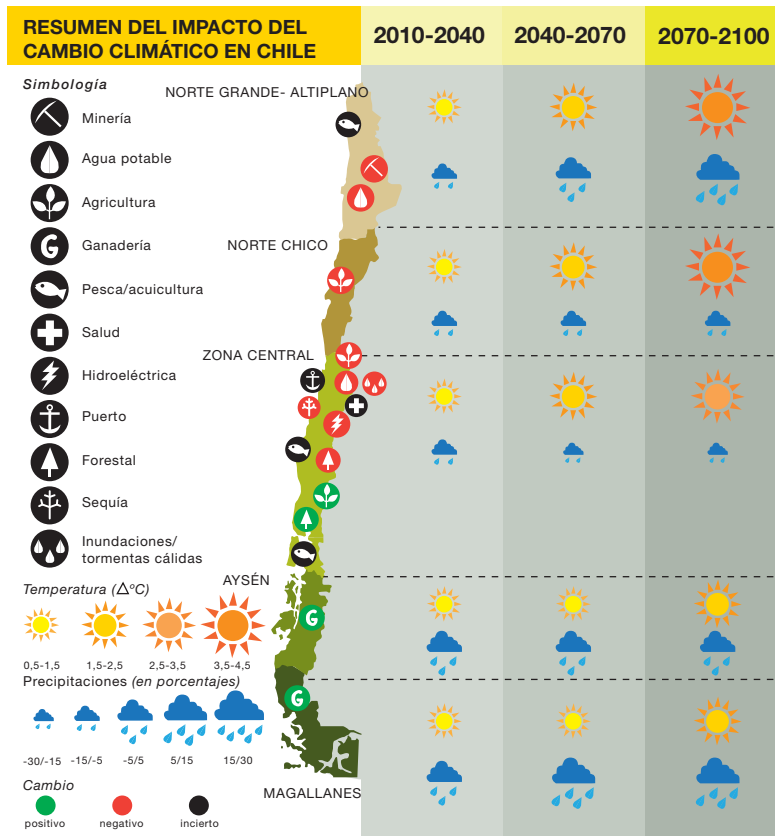 RESUMEN DEL IMPACTO DEL
CAMBIO CLIMÁTICO EN CHILE
2010-2040
2040-2070
2070-2100
Simbología
Minería
Agua potable
Agricultura
G
Ganadería
Pesca/acuicultura
Salud
Hidroeléctrica
Puerto
Forestal
Sequía
Inundaciones/
tormentas cálidas
NORTE GRANDE- ALTIPLANO
NORTE CHICO
ZONA CENTRAL
AYSÉN
G
G
MAGALLANES
Temperatura (△°C)
0,5-1,5
1,5-2,5
2,5-3,5
3,5-4,5
Precipitaciones (en porcentajes)
-30/-15
-15/-5
-5/5
5/15
15/30
Cambio
positivo
negativo
incierto